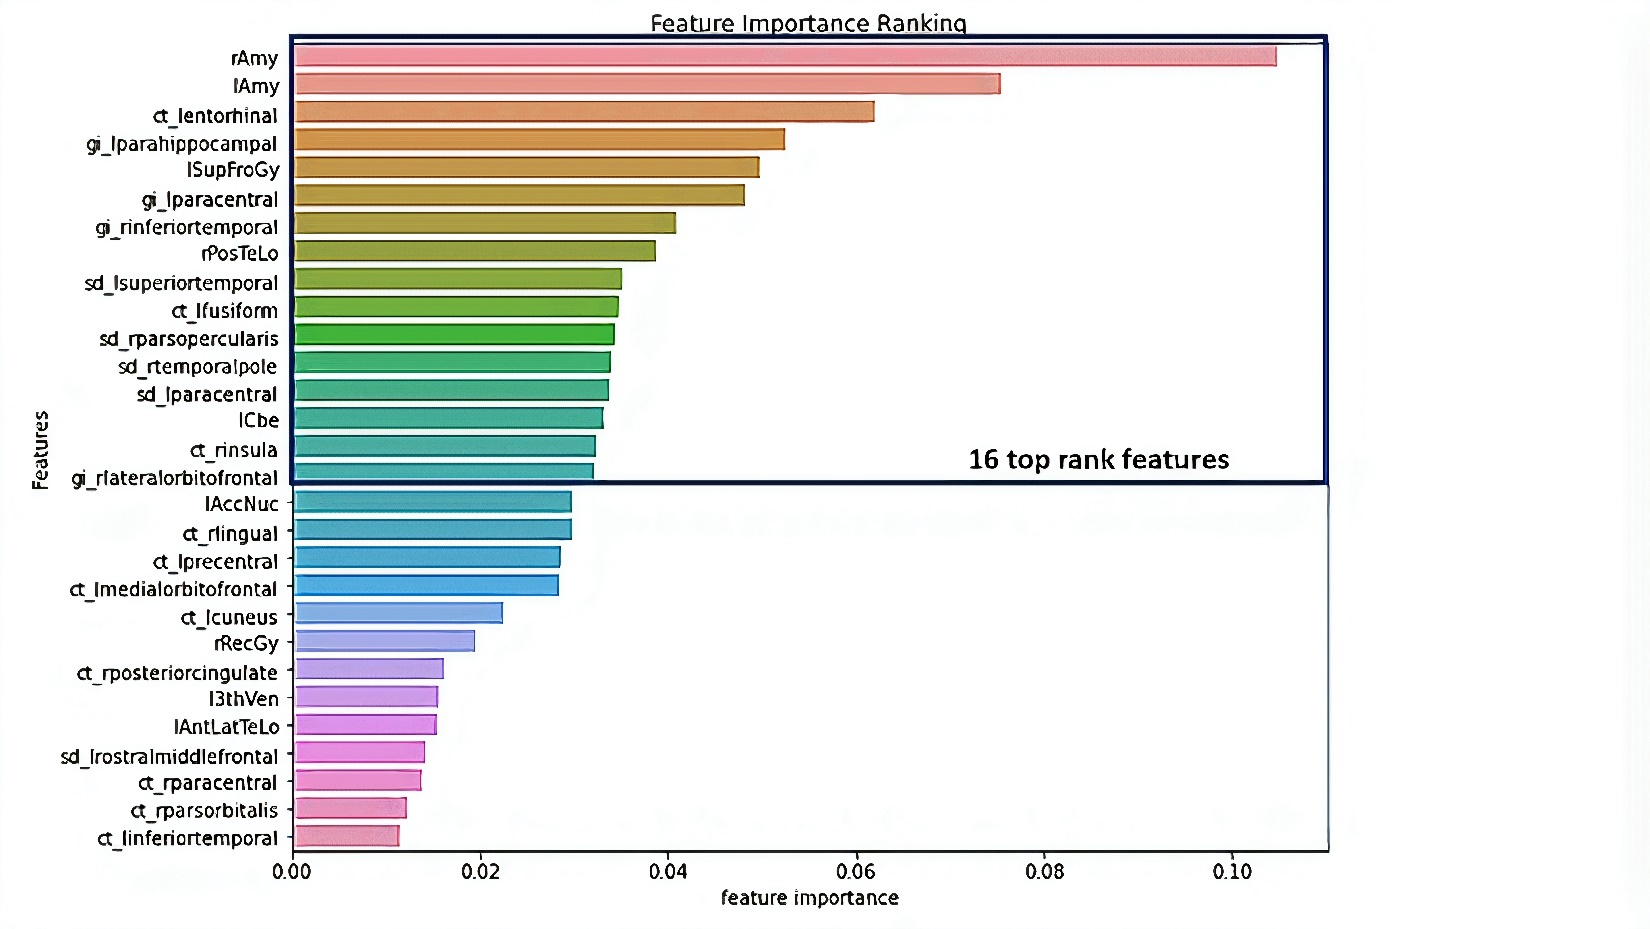 Feature Importance Ranking
rAmy
lAmy
ct_lentorhinal
gi_lparahippocampal
lSupFroGy
gi_lparacentral
gi_rinferiortemporal
rPosTeLo
sd_lsuperiortemporal
ct_lfusiform
sd_rparsopercularis
sd_rtemporalpole
sd_lparacentral
lCbe
ct_rinsula
gi_rlateralorbitofrontal
lAccNuc
ct_rlingual
ct_lprecentral
ct_lmedialorbitofrontal
ct_lcuneus
rRecGy
ct_rposteriorcingulate
l3thVen
lAntLatTeLo
sd_lrostralmiddlefrontal
ct_rparacentral
ct_rparsorbitalis
ct_linferiortemporal
Features
16 top rank features
0.00 0.02 0.04 0.06 0.08 0.10
feature importance